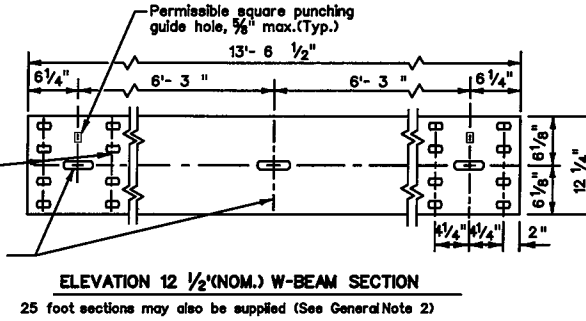 Permissible square punching
guide hole, 5/8" max.(Typ.)
13'- 6 1/2"
6 1/4" 6'- 3 " 6'- 3 " 6 1/4"
6 1/8"
6 1/8"
12 1/4"
4 1/4" 4 1/4" 2"
ELEVATION 12 1/2'(NOM.) W-BEAM SECTION
25 foot sections may also be supplied (See General Note 2)